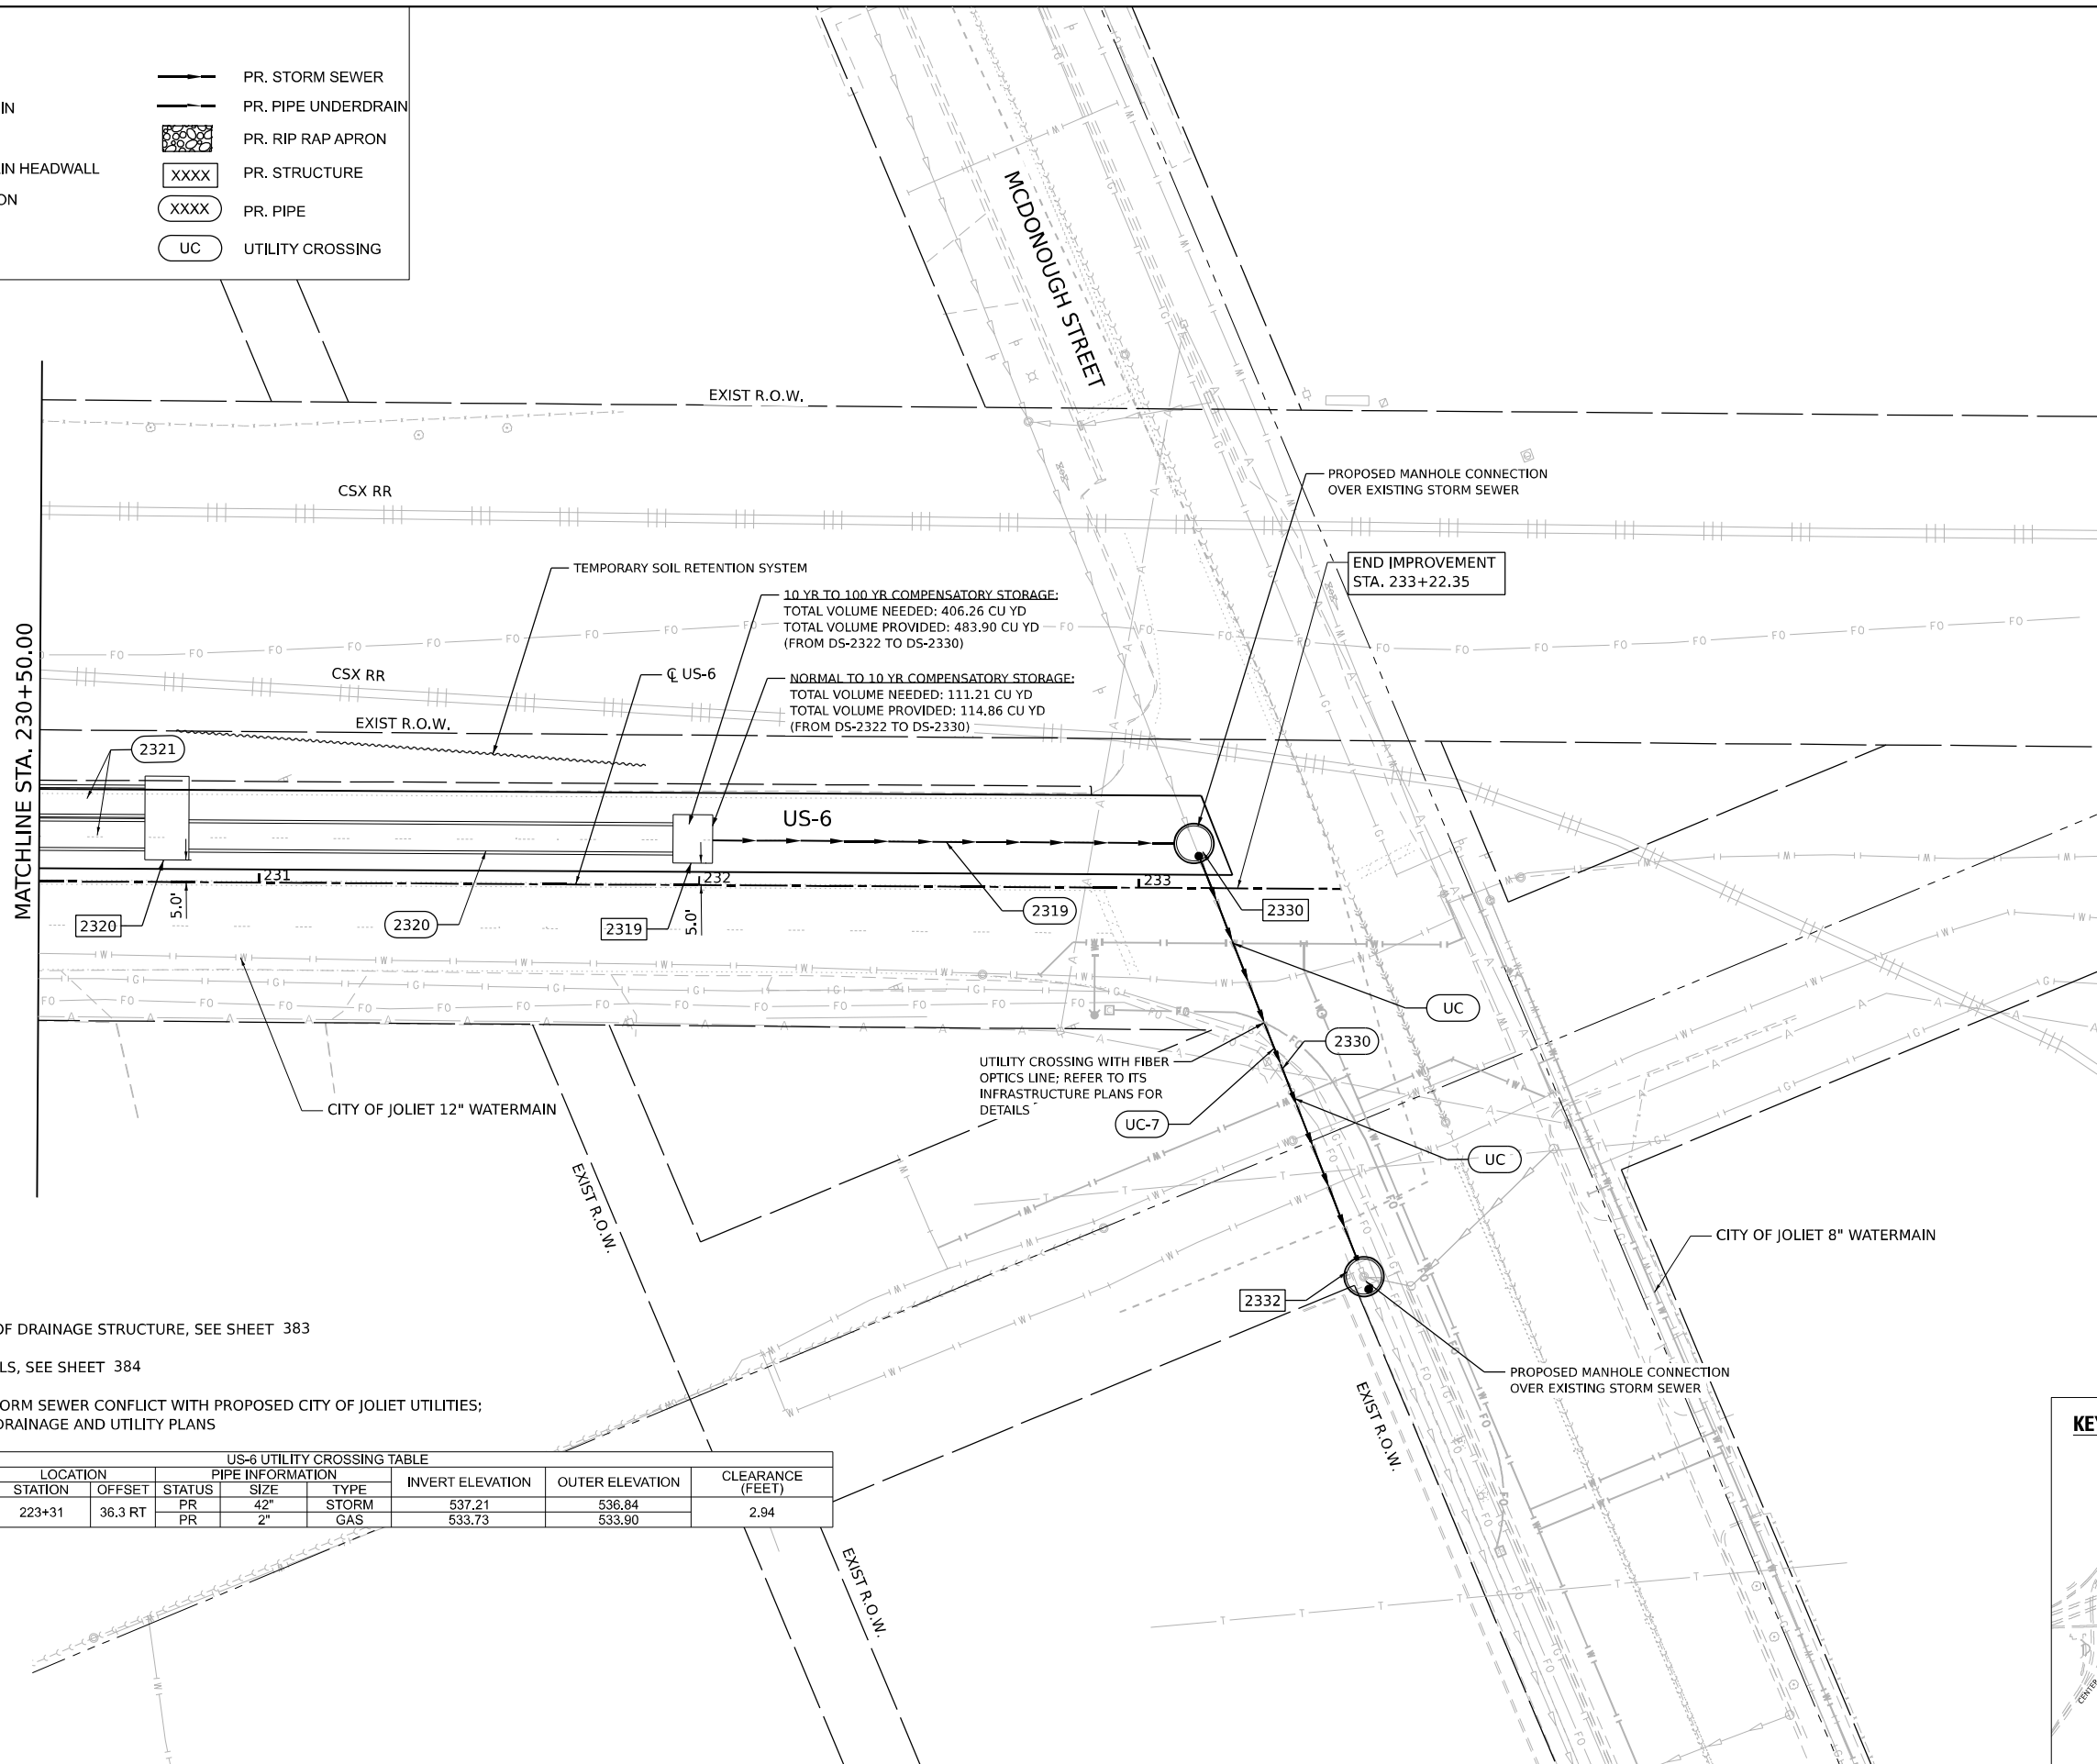 PR. STORM SEWER
IN
PR. PIPE UNDERDRAIN
PR. RIP RAP APRON
IN HEADWALL
XXXX
PR. STRUCTURE
ON
XXXX
PR. PIPE
UC
UTILITY CROSSING
MCDONOUGH STREET
EXIST R.O.W.
CSX RR
PROPOSED MANHOLE CONNECTION
OVER EXISTING STORM SEWER
TEMPORARY SOIL RETENTION SYSTEM
END IMPROVEMENT
STA. 233+22.35
10 YR TO 100 YR COMPENSATORY STORAGE:
TOTAL VOLUME NEEDED: 406.26 CU YD
TOTAL VOLUME PROVIDED: 483.90 CU YD
(FROM DS-2322 TO DS-2330)
CSX RR
℄ US-6
NORMAL TO 10 YR COMPENSATORY STORAGE:
TOTAL VOLUME NEEDED: 111.21 CU YD
TOTAL VOLUME PROVIDED: 114.86 CU YD
(FROM DS-2322 TO DS-2330)
EXIST R.O.W.
MATCHLINE STA. 230+50.00
2321
US-6
231
232
233
5.0'
5.0'
2320
2320
2319
2319
2330
UC
2330
UTILITY CROSSING WITH FIBER
OPTICS LINE; REFER TO ITS
INFRASTRUCTURE PLANS FOR
DETAILS
UC-7
UC
CITY OF JOLIET 12" WATERMAIN
EXIST R.O.W.
CITY OF JOLIET 8" WATERMAIN
2332
PROPOSED MANHOLE CONNECTION
OVER EXISTING STORM SEWER
EXIST R.O.W.
OF DRAINAGE STRUCTURE, SEE SHEET 383
LS, SEE SHEET 384
ORM SEWER CONFLICT WITH PROPOSED CITY OF JOLIET UTILITIES;
DRAINAGE AND UTILITY PLANS
KEY
US-6 UTILITY CROSSING TABLE
LOCATION PIPE INFORMATION INVERT ELEVATION OUTER ELEVATION CLEARANCE (FEET)
STATION OFFSET STATUS SIZE TYPE
223+31 36.3 RT PR 42" STORM 537.21 536.84 2.94
PR 2" GAS 533.73 533.90
EXIST R.O.W.
CENTER